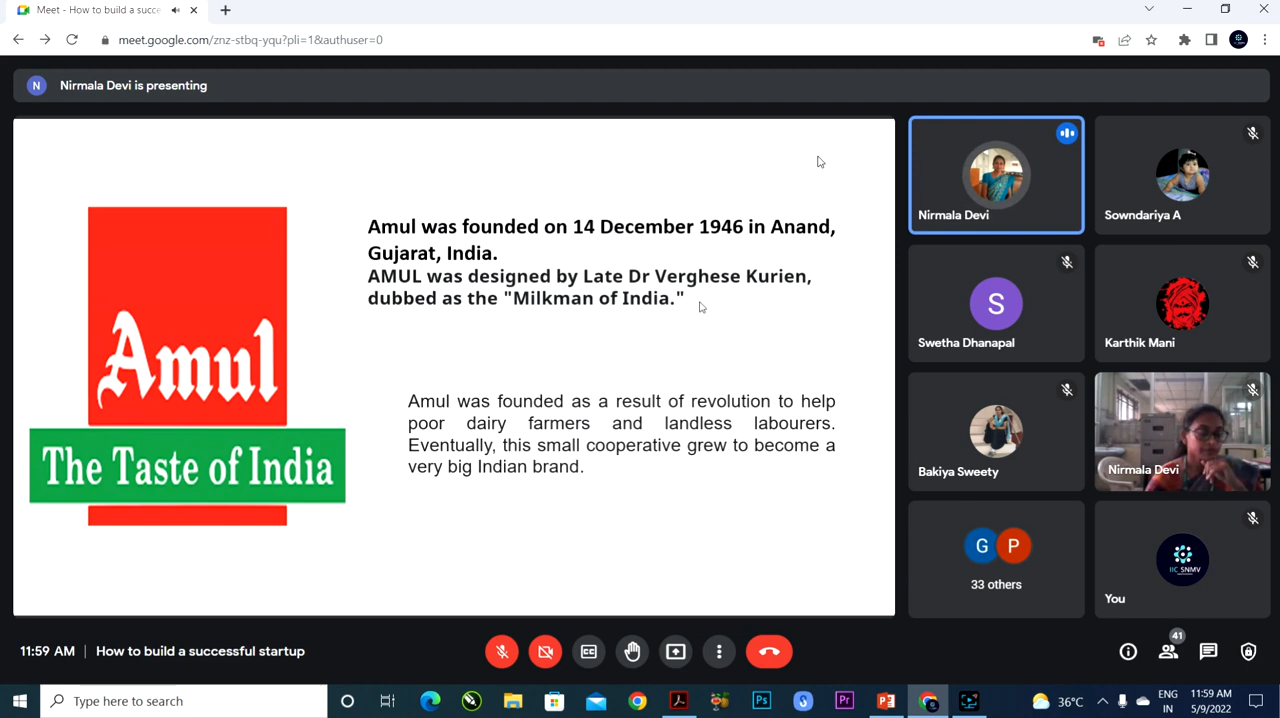 Meet - How to build a succe
meet.google.com/znz-stbq-yqu?pli=1&authuser=0
N Nirmala Devi is presenting
Amul was founded on 14 December 1946 in Anand,
Gujarat, India.
AMUL was designed by Late Dr Verghese Kurien,
dubbed as the "Milkman of India."
Amul
The Taste of India
Amul was founded as a result of revolution to help
poor dairy farmers and landless labourers.
Eventually, this small cooperative grew to become a
very big Indian brand.
Nirmala Devi
Sowndariya A
S
Swetha Dhanapal
Karthik Mani
Bakiya Sweety
Nirmala Devi
G P
33 others
IIC SNMV
You
11:59 AM | How to build a successful startup
41
Type here to search
Ps
S
Pr
36°C
ENG
IN
11:59 AM
5/9/2022